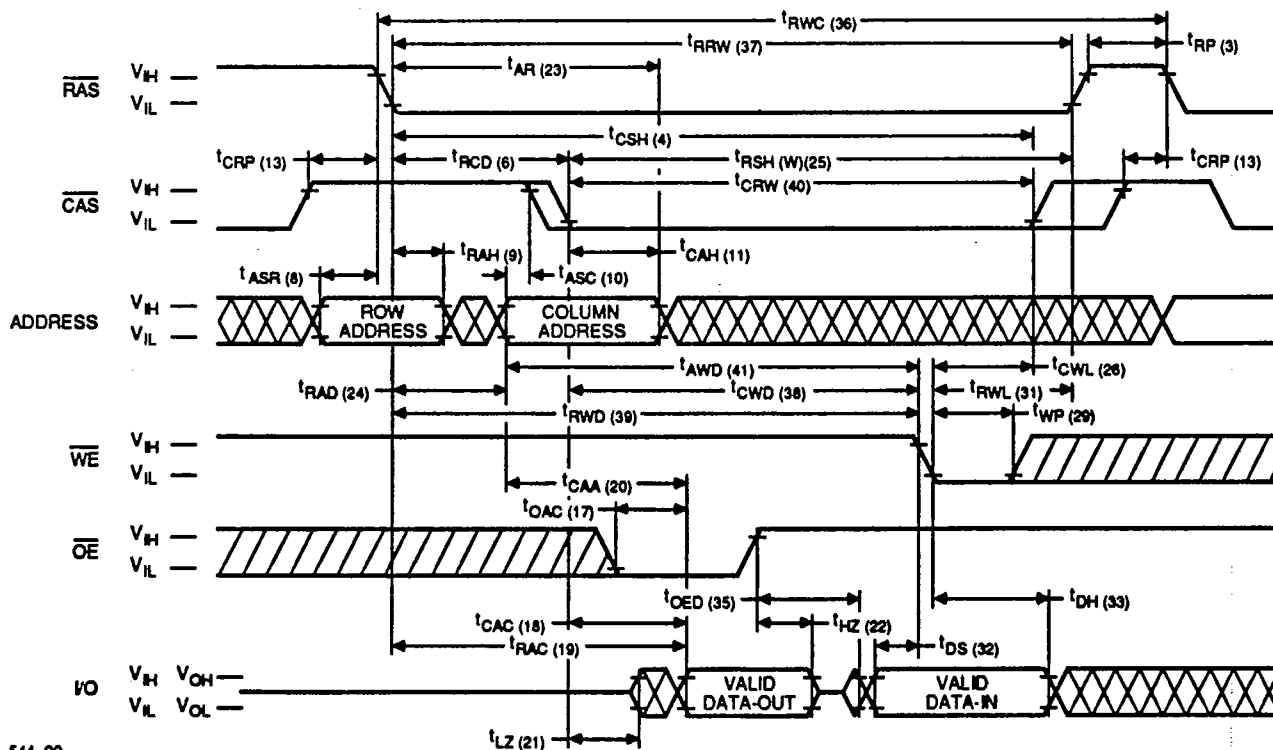 tRWC (36)
tRRW (37)
tRP (3)
tAR (23)
RAS
VIH
VIL
tCSH (4)
tCRP (13)
tRCD (6)
tRSH (W)(25)
tCRP (13)
tCRW (40)
CAS
VIH
VIL
tRAH (9)
tCAH (11)
tASR (8)
tASC (10)
ADDRESS
VIH
VIL
ROW
ADDRESS
COLUMN
ADDRESS
tAWD (41)
tCWL (26)
tRAD (24)
tCWD (38)
tRWL (31)
tRWD (39)
tWP (29)
WE
VIH
VIL
tCAA (20)
tOAC (17)
OE
VIH
VIL
tOED (35)
tDH (33)
tCAC (18)
tHZ (22)
tRAC (19)
tDS (32)
I/O
VIH VOH
VIL VOL
VALID
DATA-OUT
VALID
DATA-IN
tLZ (21)